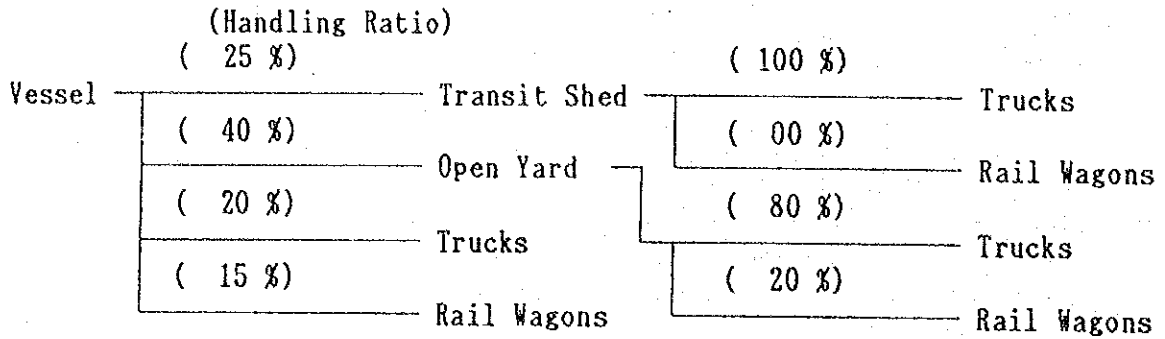 (Handling Ratio)
( 25 %) ( 100 %)
Vessel Transit Shed Trucks
( 40 %) ( 00 %)
Open Yard Rail Wagons
( 20 %) ( 80 %)
Trucks Trucks
( 15 %) ( 20 %)
Rail Wagons Rail Wagons